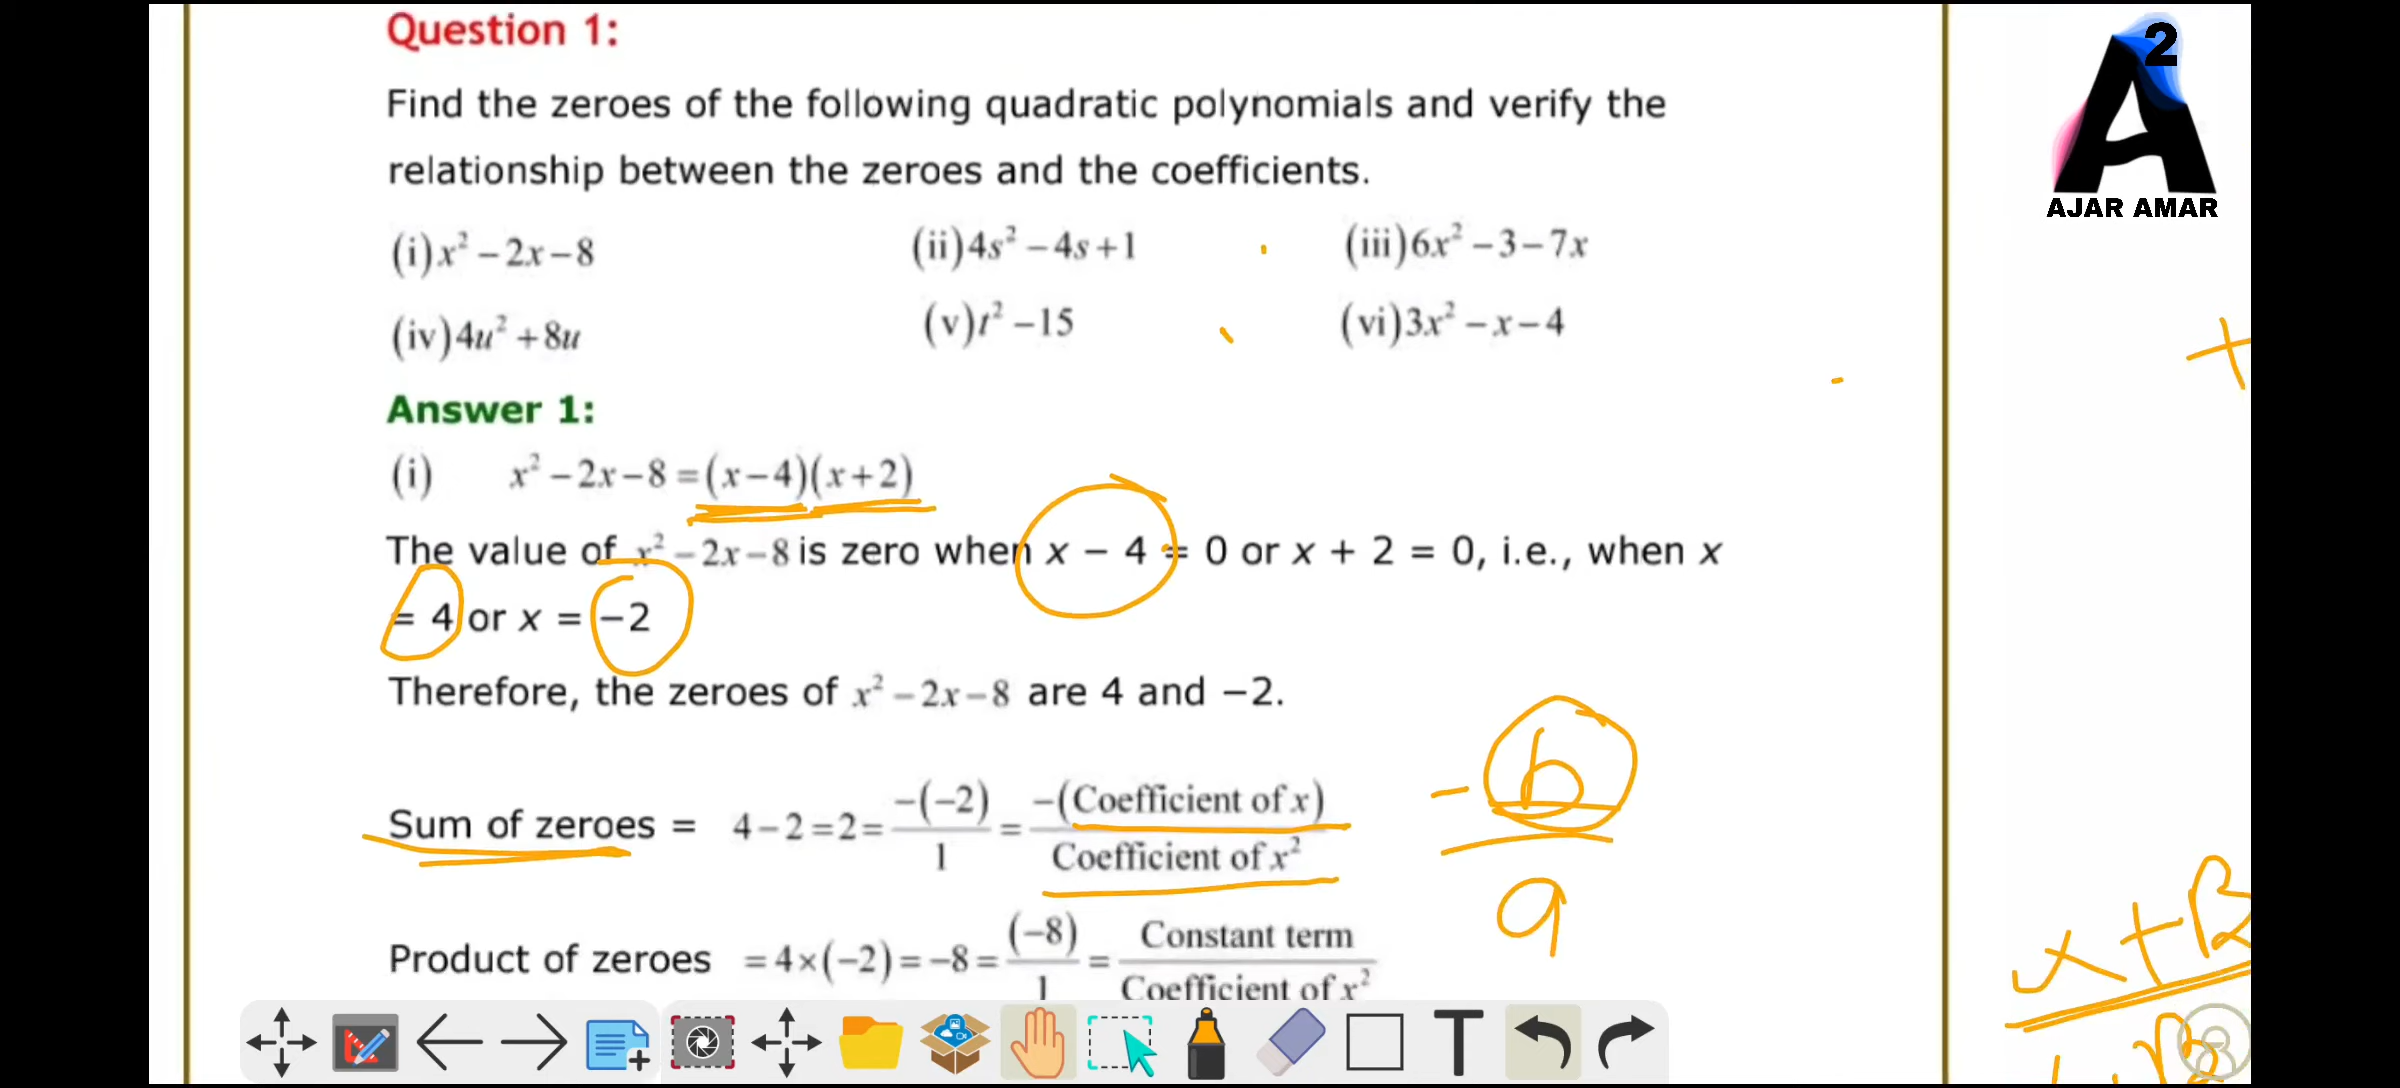 Question 1:
Find the zeroes of the following quadratic polynomials and verify the
relationship between the zeroes and the coefficients.
(i) x² – 2x – 8 (ii) 4s² – 4s + 1 (iii) 6x² – 3 – 7x
(iv) 4u² + 8u (v) t² – 15 (vi) 3x² – x – 4
Answer 1:
(i) x² – 2x – 8 = (x – 4)(x + 2)
The value of x² – 2x – 8 is zero when x − 4 = 0 or x + 2 = 0, i.e., when x
= 4 or x = −2
Therefore, the zeroes of x² – 2x – 8 are 4 and −2.
Sum of zeroes = 4 – 2 = 2 = –(–2)/1 = –(Coefficient of x)/Coefficient of x²
Product of zeroes = 4 × (–2) = –8 = (–8)/1 = Constant term/Coefficient of x²
- b
a
2
A
AJAR AMAR
+
T